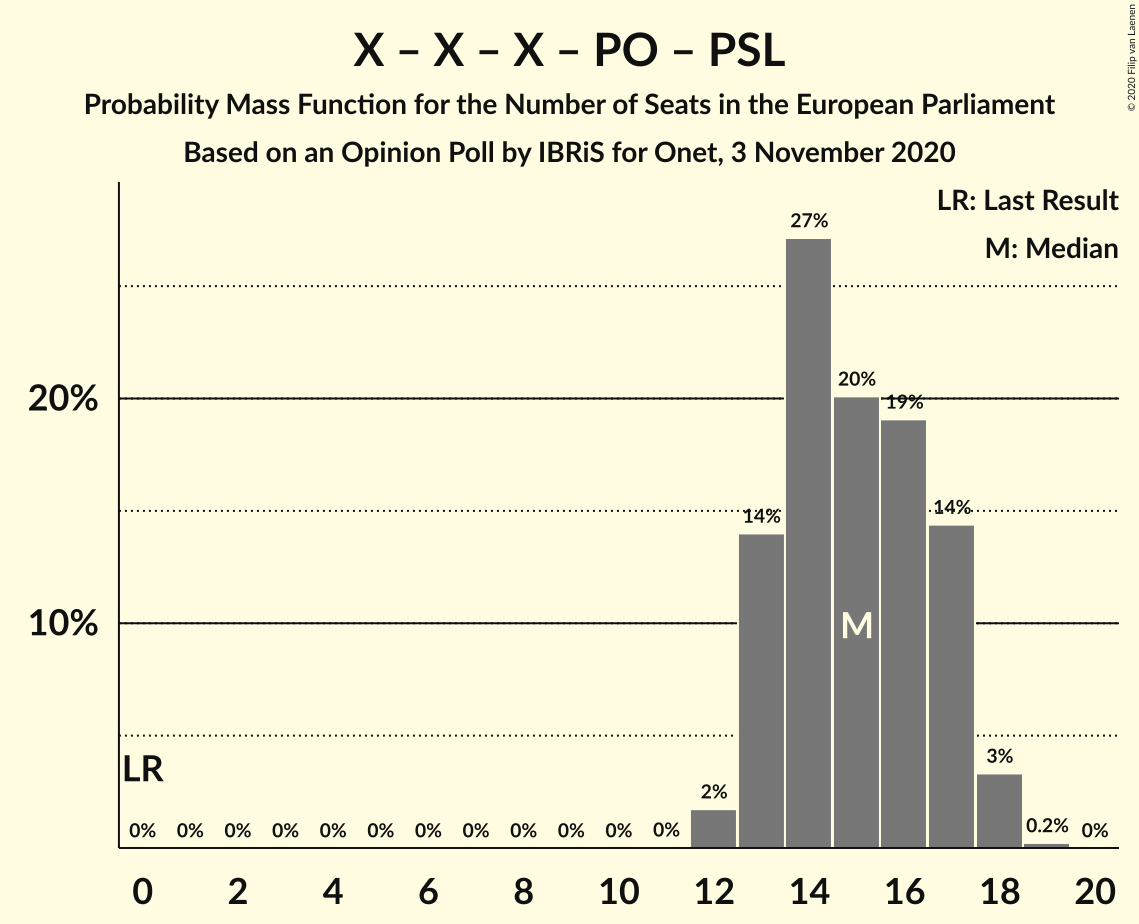 X – X – X – PO – PSL
Probability Mass Function for the Number of Seats in the European Parliament
Based on an Opinion Poll by IBRiS for Onet, 3 November 2020
© 2020 Filip van Laenen
LR: Last Result
M: Median
27%
20%
20%
19%
14%
14%
10%
M
LR
3%
2%
0% 0% 0% 0% 0% 0% 0% 0% 0% 0% 0% 0% 0.2% 0%
0 2 4 6 8 10 12 14 16 18 20